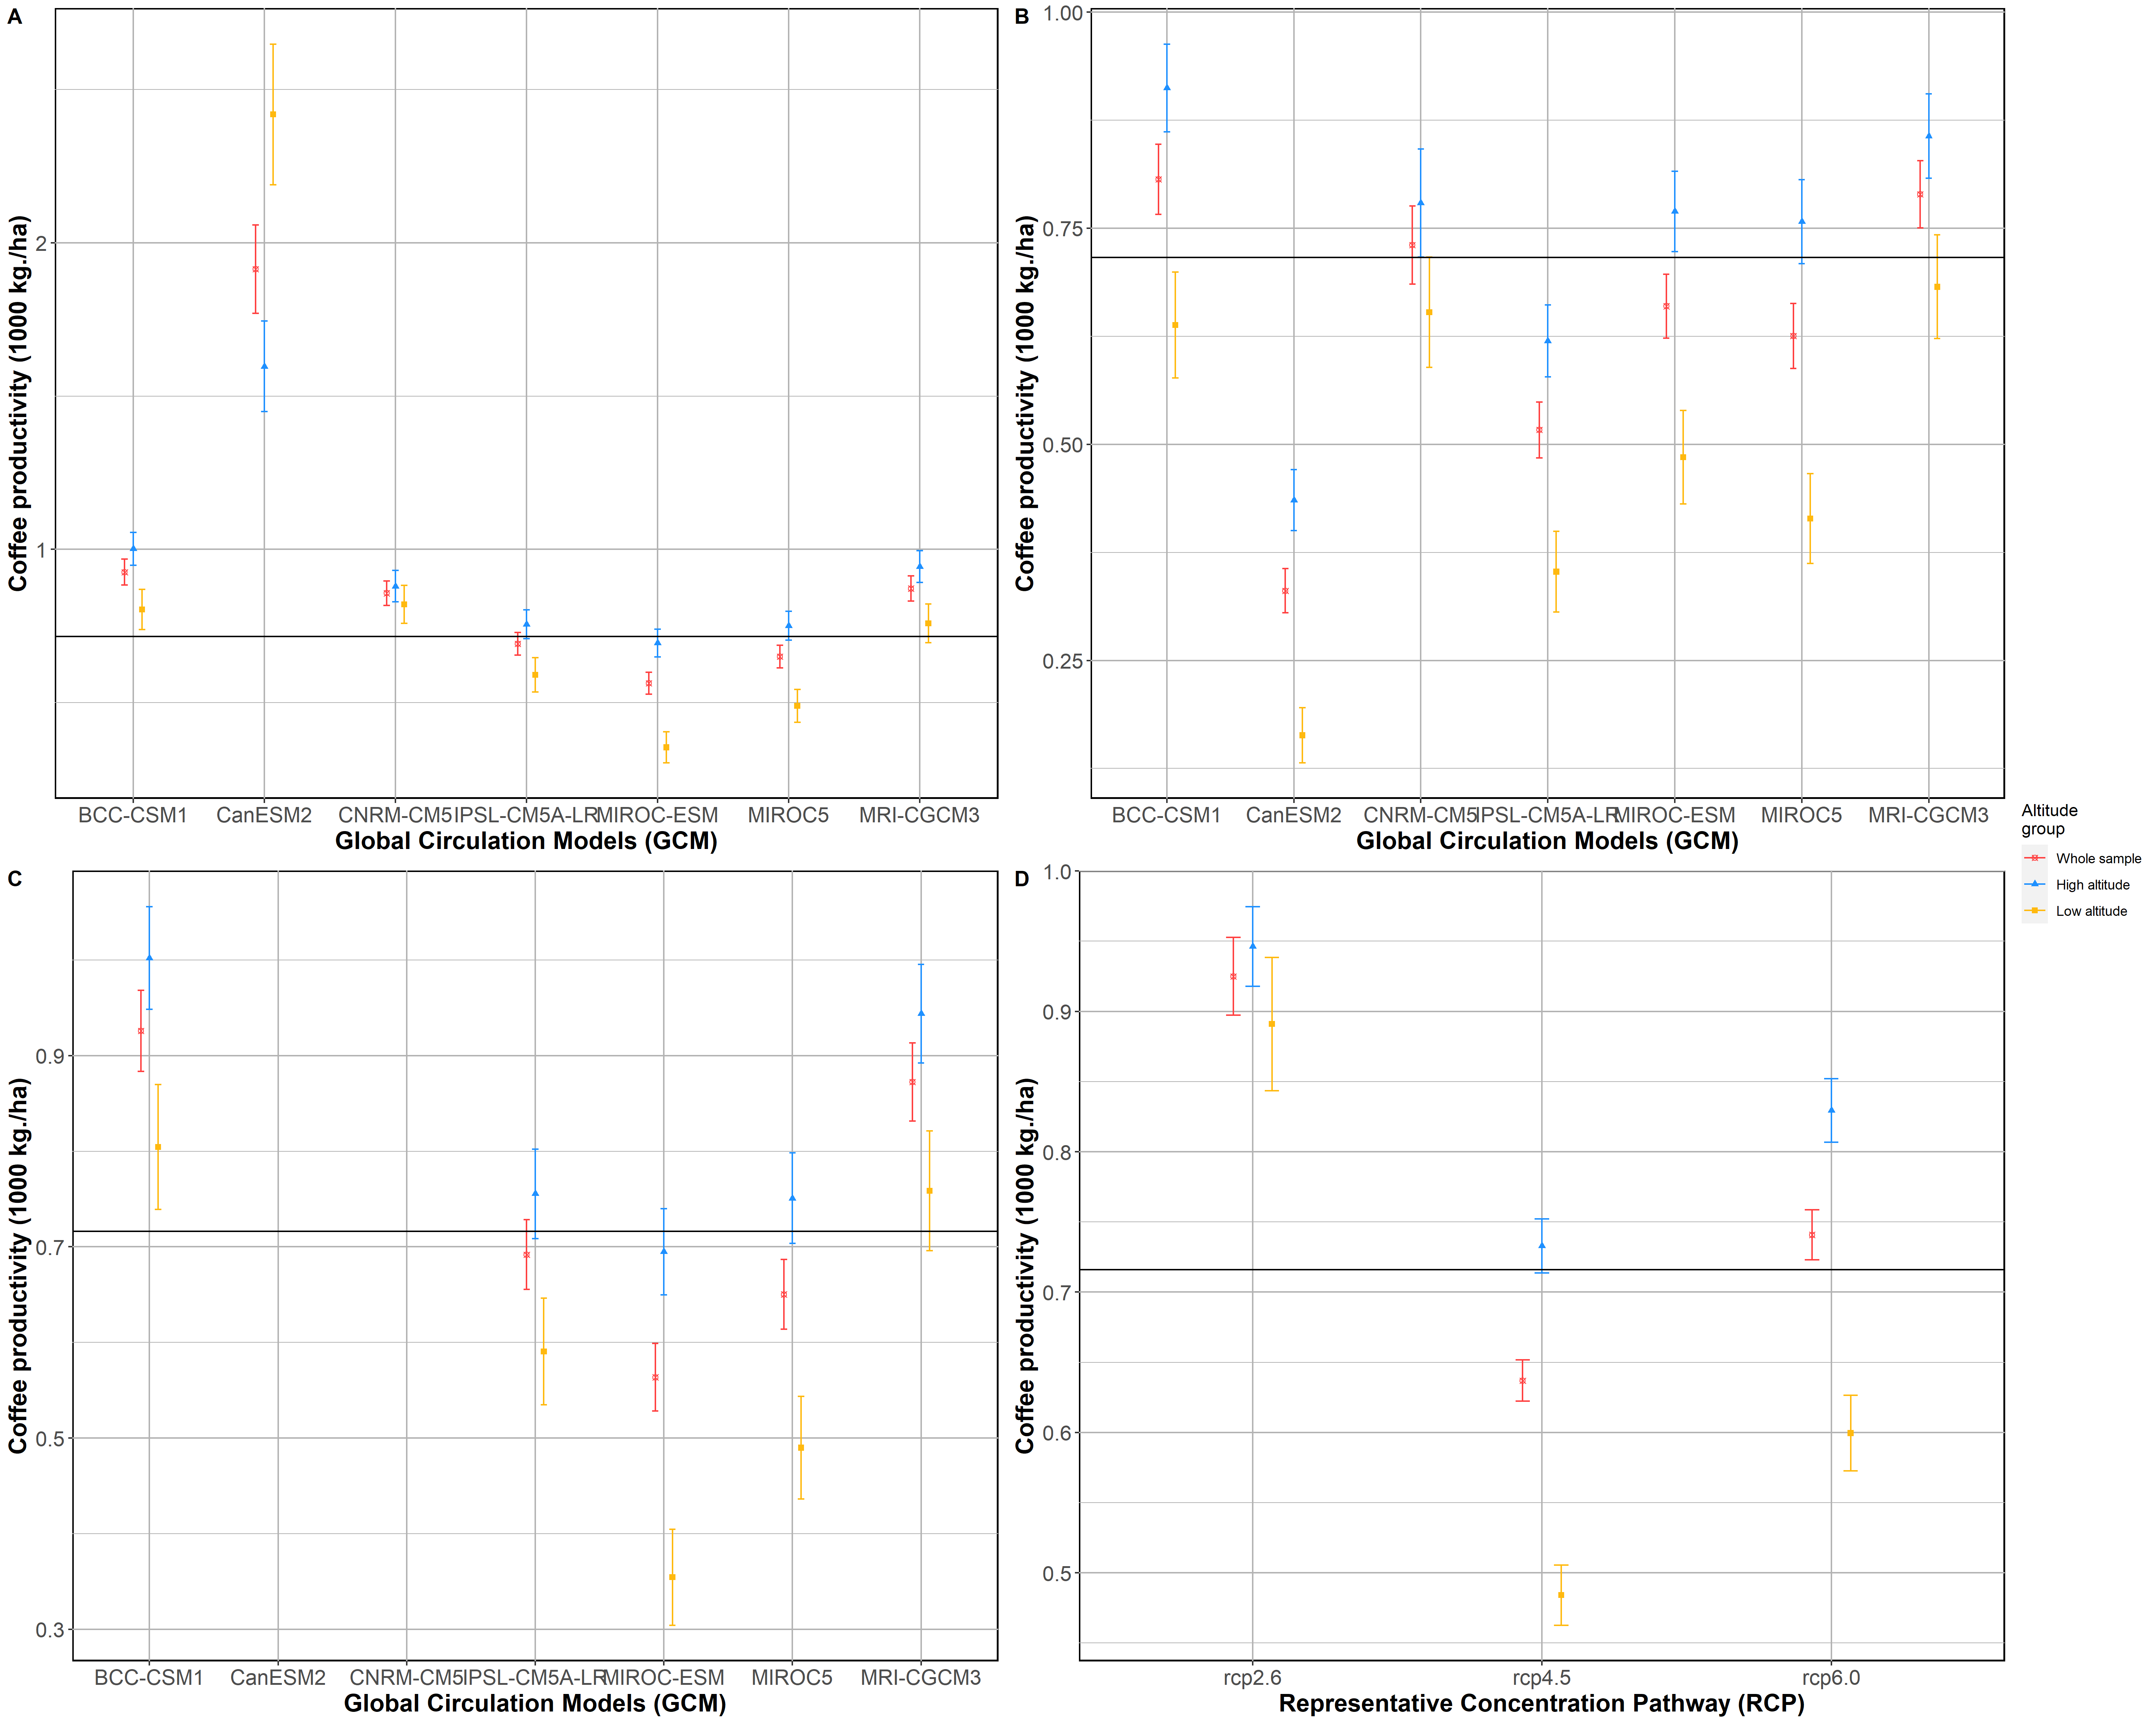 A
Coffee productivity (1000 kg./ha)
2
1
BCC-CSM1 CanESM2 CNRM-CM5 IPSL-CM5A-LR MIROC-ESM MIROC5 MRI-CGCM3
Global Circulation Models (GCM)
B
Coffee productivity (1000 kg./ha)
1.00
0.75
0.50
0.25
BCC-CSM1 CanESM2 CNRM-CM5 IPSL-CM5A-LR MIROC-ESM MIROC5 MRI-CGCM3
Global Circulation Models (GCM)
C
Coffee productivity (1000 kg./ha)
0.9
0.7
0.5
0.3
BCC-CSM1 CanESM2 CNRM-CM5 IPSL-CM5A-LR MIROC-ESM MIROC5 MRI-CGCM3
Global Circulation Models (GCM)
D
Coffee productivity (1000 kg./ha)
1.0
0.9
0.8
0.7
0.6
0.5
rcp2.6 rcp4.5 rcp6.0
Representative Concentration Pathway (RCP)
Altitude
group
Whole sample
High altitude
Low altitude